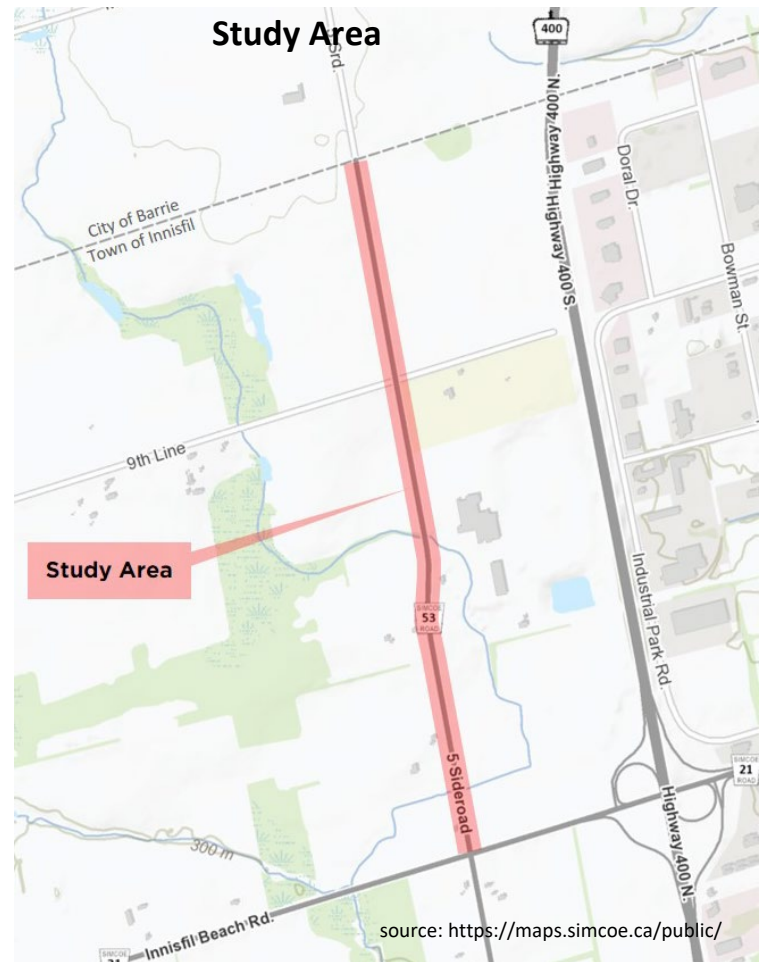 Study Area
Srd.
400
Highway 400 N.
Highway 400 S.
Doral Dr.
Bowman St.
City of Barrie
Town of Innisfil
9th Line
Study Area
SIMCOE
53
ROAD
Industrial Park Rd.
5 Sideroad
SIMCOE
21
ROAD
300 m
Highway 400 N.
Innisfil Beach Rd.
source: https://maps.simcoe.ca/public/
SIMCOE